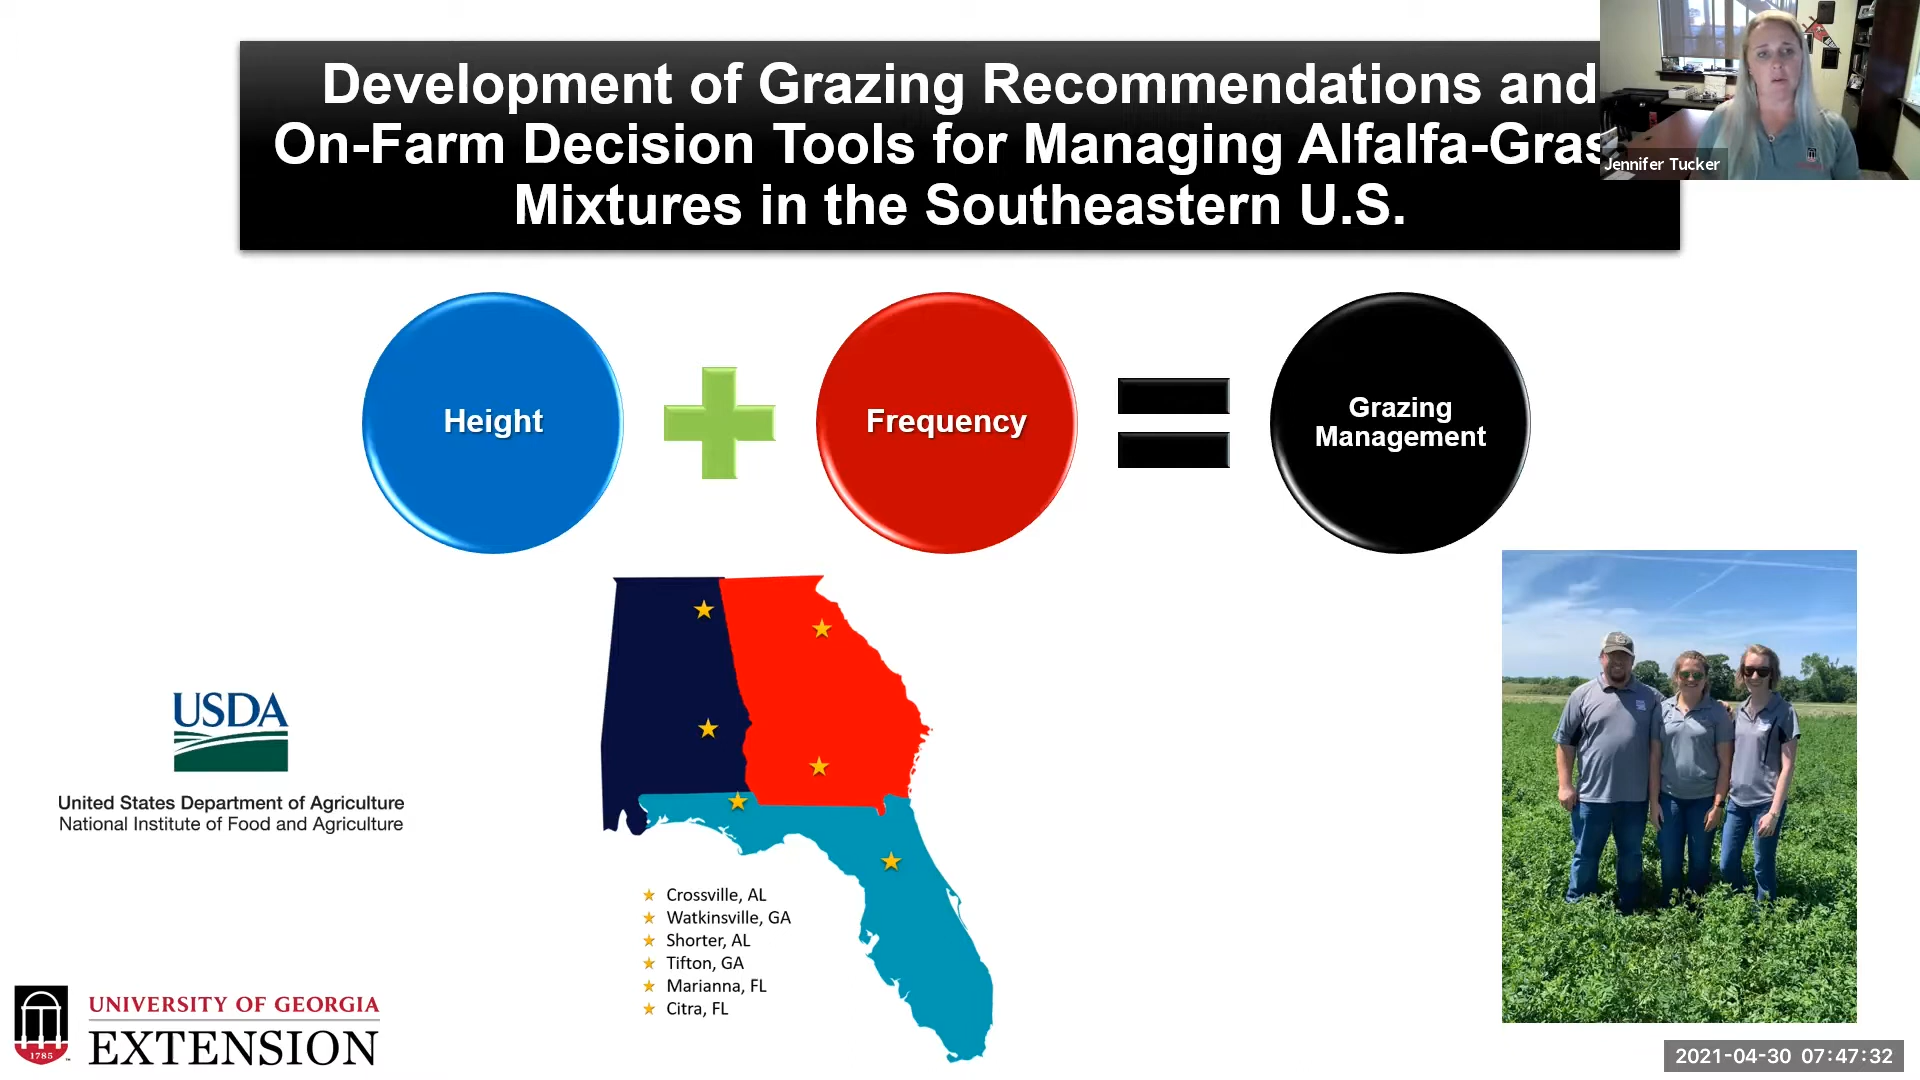 Development of Grazing Recommendations and
On-Farm Decision Tools for Managing Alfalfa-Gras
Mixtures in the Southeastern U.S.
Jennifer Tucker
Height
Frequency
Grazing
Management
USDA
United States Department of Agriculture
National Institute of Food and Agriculture
Crossville, AL
Watkinsville, GA
Shorter, AL
Tifton, GA
Marianna, FL
Citra, FL
1785
UNIVERSITY OF GEORGIA
EXTENSION
2021-04-30 07:47:32